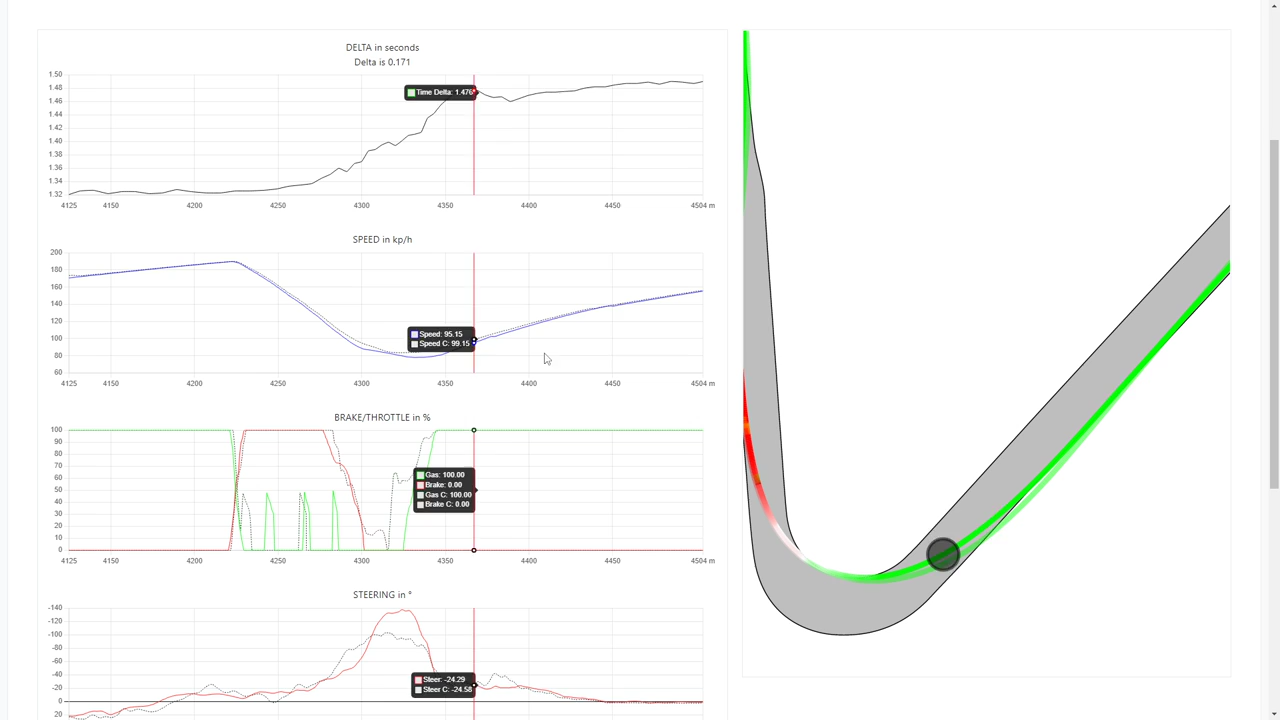 DELTA in seconds
Delta is 0.171
1.50
1.48
1.46
1.44
1.42
1.40
1.38
1.36
1.34
1.32
Time Delta: 1.476
4125 4150 4200 4250 4300 4350 4400 4450 4504 m
SPEED in kp/h
200
180
160
140
120
100
80
60
Speed: 95.15
Speed C: 99.15
4125 4150 4200 4250 4300 4350 4400 4450 4504 m
BRAKE/THROTTLE in %
100
90
80
70
60
50
40
30
20
10
0
Gas: 100.00
Brake: 0.00
Gas C: 100.00
Brake C: 0.00
4125 4150 4200 4250 4300 4350 4400 4450 4504 m
STEERING in °
-140
-120
-100
-80
-60
-40
-20
0
20
Steer: -24.29
Steer C: -24.58